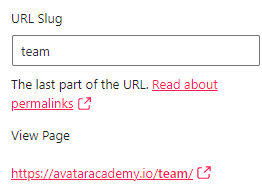 URL Slug
team
The last part of the URL. Read about
permalinks
View Page
https://avataracademy.io/team/